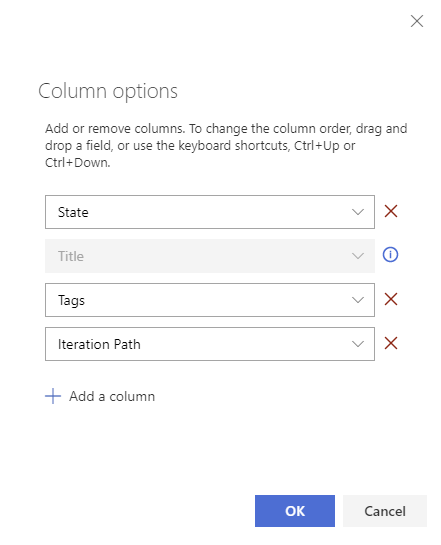 Column options
Add or remove columns. To change the column order, drag and
drop a field, or use the keyboard shortcuts, Ctrl+Up or
Ctrl+Down.
State
Title
Tags
Iteration Path
Add a column
OK
Cancel